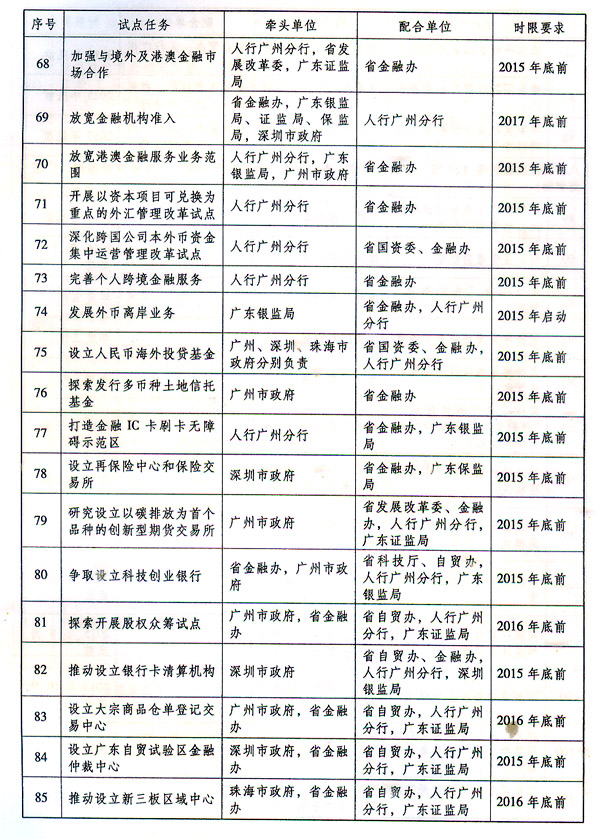 序号 试点任务 牵头单位 配合单位 时限要求
68 加强与境外及港澳金融市场合作 人行广州分行，省发展改革委，广东证监局 省金融办 2015年底前
69 放宽金融机构准入 省金融办，广东银监局、证监局、保监局，深圳市政府 人行广州分行 2017年底前
70 放宽港澳金融服务业务范围 人行广州分行，广东银监局，广州市政府 省金融办 2015年底前
71 开展以资本项目可兑换为重点的外汇管理改革试点 人行广州分行 省金融办 2015年底前
72 深化跨国公司本外币资金集中运营管理改革试点 人行广州分行 省国资委、金融办 2015年底前
73 完善个人跨境金融服务 人行广州分行 省金融办 2015年底前
74 发展外币离岸业务 广东银监局 省金融办，人行广州分行 2015年启动
75 设立人民币海外投贷基金 广州、深圳、珠海市政府分别负责 省国资委、金融办，人行广州分行 2015年底前
76 探索发行多币种土地信托基金 广州市政府 省金融办 2015年底前
77 打造金融IC卡刷卡无障碍示范区 人行广州分行 省金融办，广东银监局 2015年底前
78 设立再保险中心和保险交易所 深圳市政府 省金融办，广东保监局 2015年底前
79 研究设立以碳排放为首个品种的创新型期货交易所 广州市政府 省发展改革委、金融办，人行广州分行，广东证监局 2015年底前
80 争取设立科技创业银行 省金融办，广州市政府 省科技厅、自贸办，人行广州分行，广东银监局 2015年底前
81 探索开展股权众筹试点 广州市政府，省金融办 省自贸办，人行广州分行，广东证监局 2016年底前
82 推动设立银行卡清算机构 深圳市政府 省自贸办、金融办，人行广州分行，深圳银监局 2015年底前
83 设立大宗商品仓单登记交易中心 广州市政府，省金融办 省自贸办，人行广州分行，广东证监局 2016年底前
84 设立广东自贸试验区金融仲裁中心 深圳市政府，省金融办 省自贸办，人行广州分行，广东证监局 2015年底前
85 推动设立新三板区域中心 珠海市政府，省金融办 省自贸办，人行广州分行，广东证监局 2016年底前